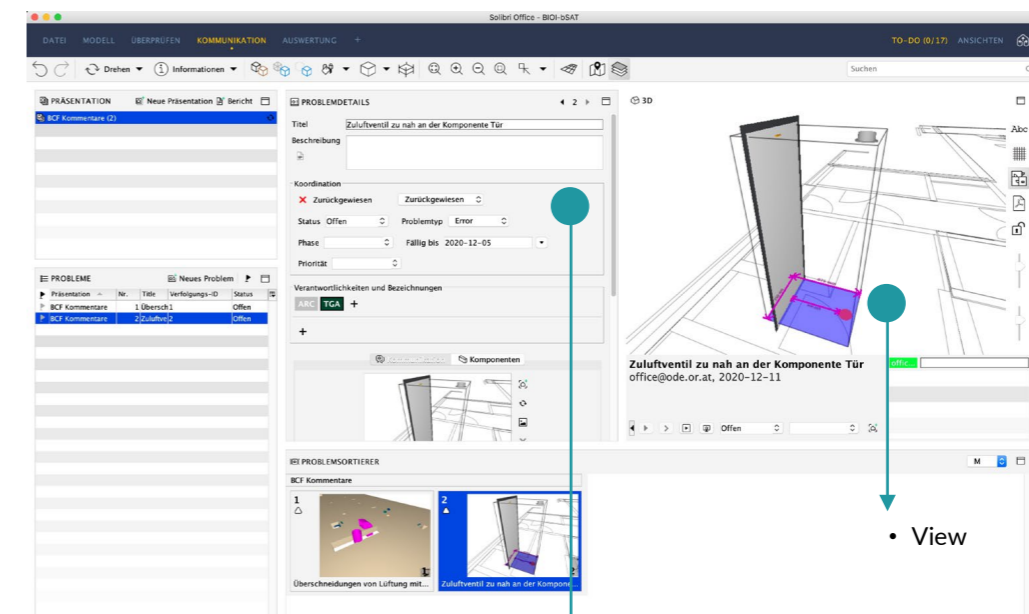 Solibri Office - BIOI-bSAT
DATEI MODELL ÜBERPRÜFEN KOMMUNIKATION AUSWERTUNG +
TO-DO (0/17) ANSICHTEN
Drehen Informationen
Suchen
PRÄSENTATION Neue Präsentation Bericht
BCF Kommentare (2)
PROBLEMDETAILS 2
Titel Zuluftventil zu nah an der Komponente Tür
Beschreibung
Koordination
Zurückgewiesen Zurückgewiesen
Status Offen Problemtyp Error
Phase Fällig bis 2020-12-05
Priorität
Verantwortlichkeiten und Bezeichnungen
ARC TGA +
+
Komponenten
PROBLEME Neues Problem
Präsentation Nr. Title Verfolgungs-ID Status
BCF Kommentare 1 Übersch 1 Offen
BCF Kommentare 2 Zuluftve 2 Offen
3D
Abc
Zuluftventil zu nah an der Komponente Tür
office@ode.or.at, 2020-12-11
offic...
Offen
PROBLEMSORTIERER
M
BCF Kommentare
1
Überschneidungen von Lüftung mit...
2
Zuluftventil zu nah an der Kompone...
• View